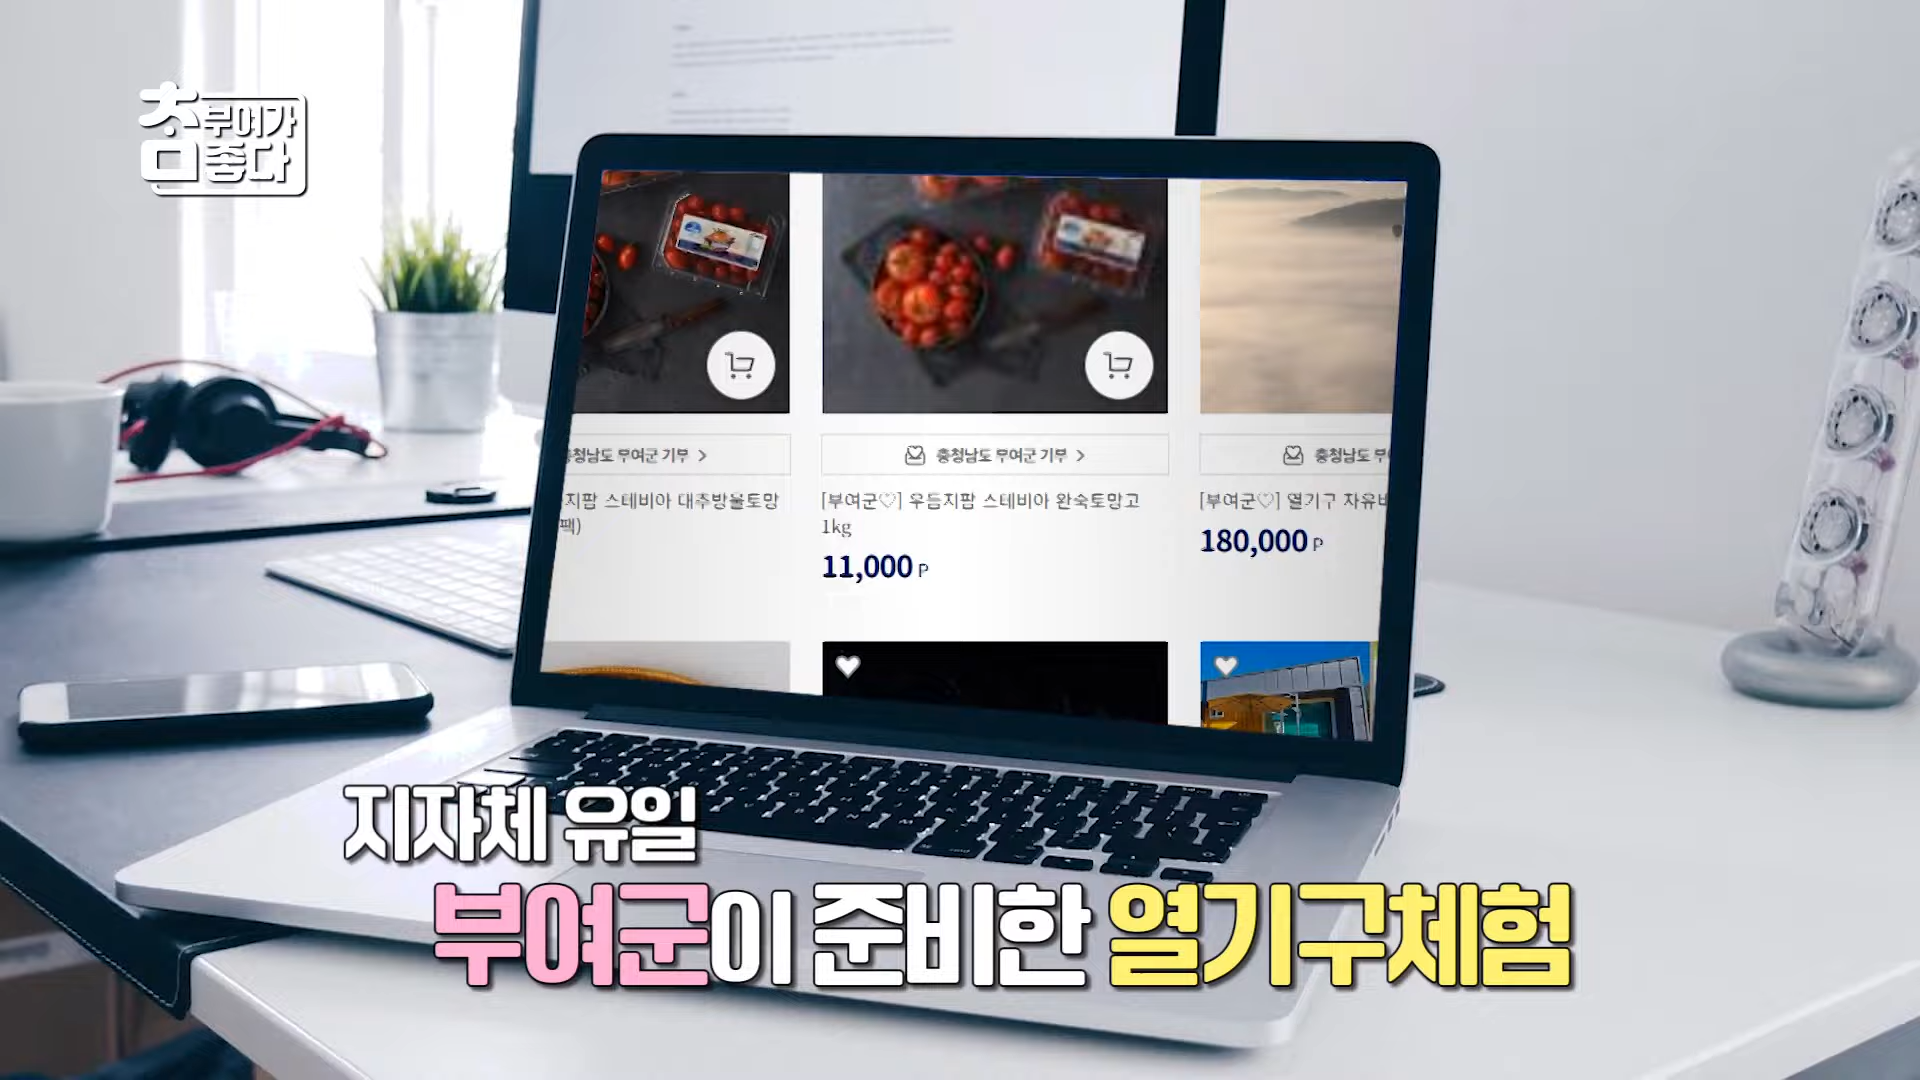 참 부여가
좋다
충청남도 부여군 기부 >
지팜 스테비아 대추방울토망
팩)
충청남도 부여군 기부 >
[부여군♡] 우듬지팜 스테비아 완숙토망고
1kg
11,000 P
충청남도 부여
[부여군♡] 열기구 자유비
180,000 P
지자체 유일
부여군이 준비한 열기구체험